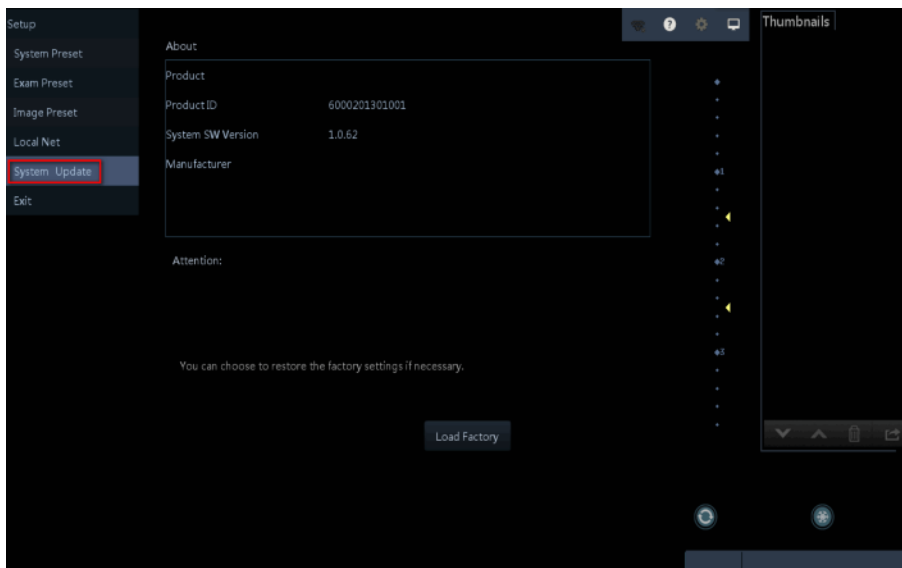 Setup
System Preset
Exam Preset
Image Preset
Local Net
System Update
Exit
About
Product
Product ID 6000201301001
System SW Version 1.0.62
Manufacturer
Attention:
You can choose to restore the factory settings if necessary.
Load Factory
?
1
2
3
Thumbnails